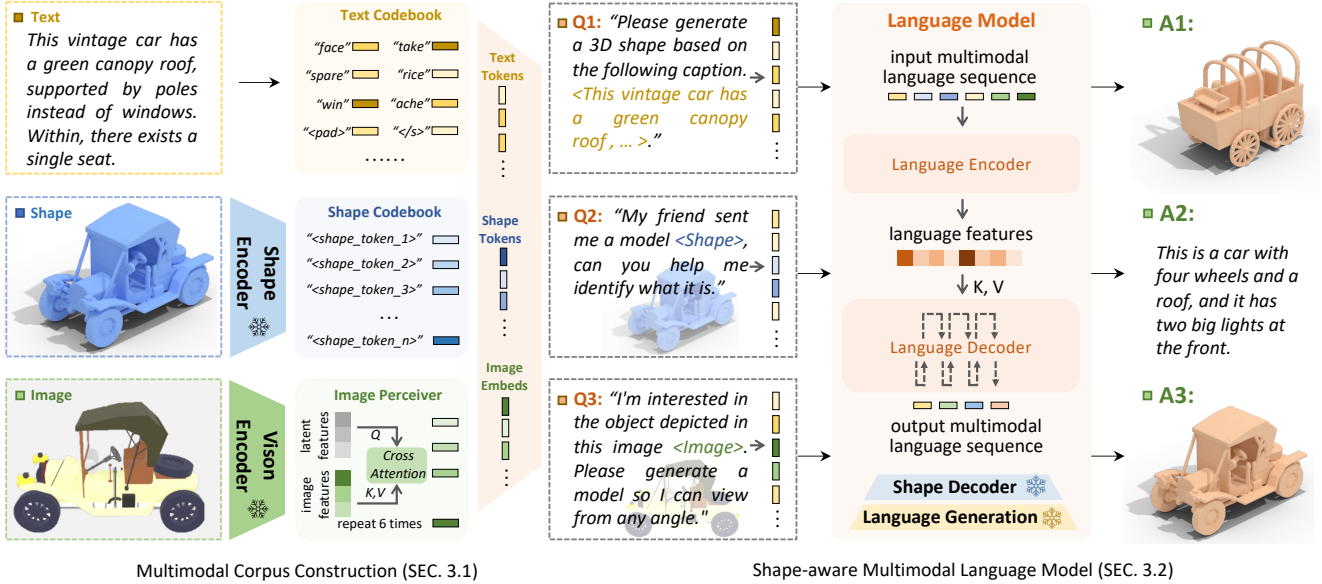 Text
This vintage car has
a green canopy roof,
supported by poles
instead of windows.
Within, there exists a
single seat.
Text Codebook
“face” “take”
“spare” “rice”
“win” “ache”
“<pad>” “</s>”
……
Text
Tokens
Shape
Shape
Encoder
Shape Codebook
“<shape_token_1>”
“<shape_token_2>”
“<shape_token_3>”
...
“<shape_token_n>”
Shape
Tokens
Image
Vison
Encoder
Image Perceiver
latent
features
image
features
Q
K,V
Cross
Attention
repeat 6 times
Image
Embeds
Multimodal Corpus Construction (SEC. 3.1)
Q1: “Please generate
a 3D shape based on
the following caption.
<This vintage car has
a green canopy
roof , … >.”
Q2: “My friend sent
me a model <Shape>,
can you help me
identify what it is.”
Q3: “I'm interested in
the object depicted in
this image <Image>.
Please generate a
model so I can view
from any angle."
Language Model
input multimodal
language sequence
Language Encoder
language features
K, V
Language Decoder
output multimodal
language sequence
Shape Decoder
Language Generation
A1:
A2:
This is a car with
four wheels and a
roof, and it has
two big lights at
the front.
A3:
Shape-aware Multimodal Language Model (SEC. 3.2)